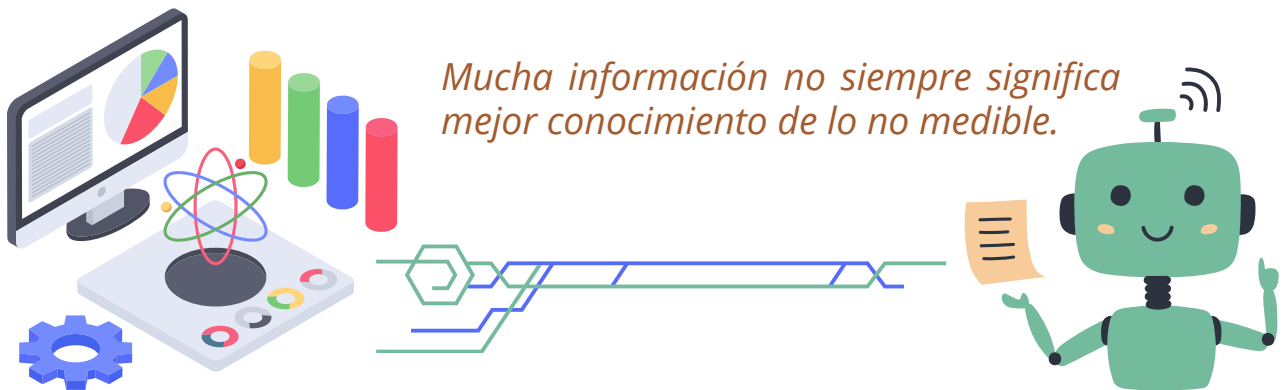 Mucha información no siempre significa
mejor conocimiento de lo no medible.